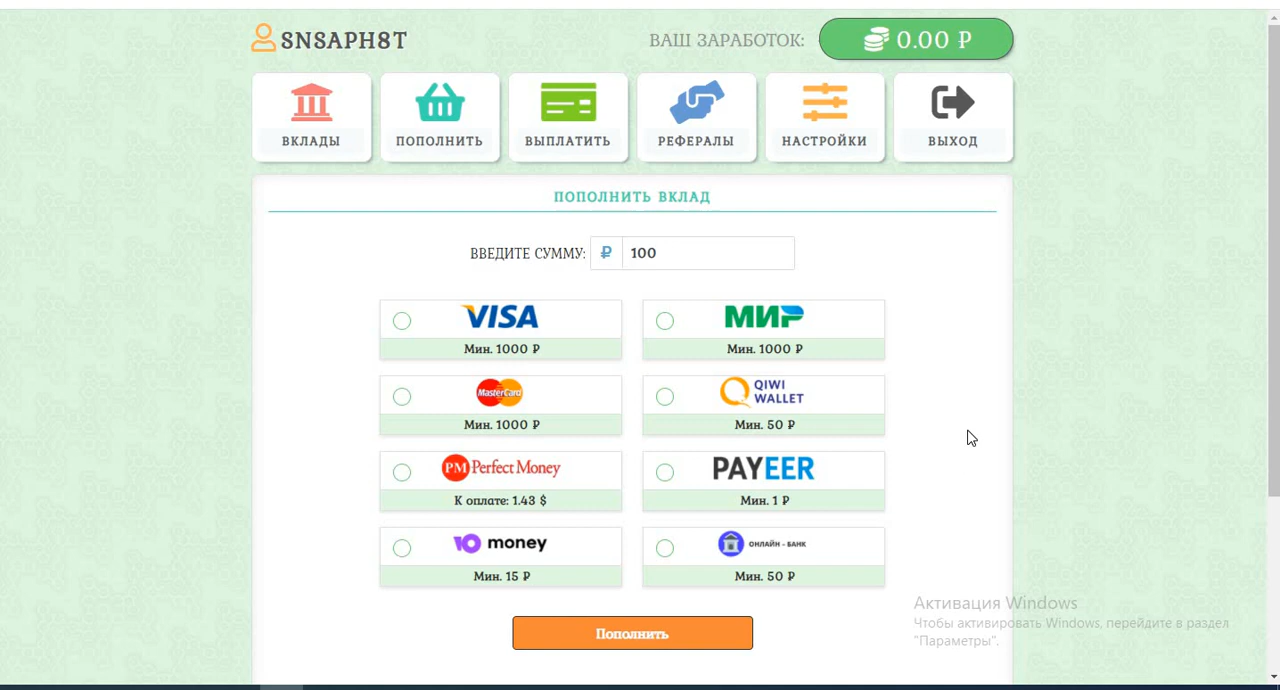 SNSAPH8T
ВАШ ЗАРАБОТОК: 0.00 ₽
ВКЛАДЫ
ПОПОЛНИТЬ
ВЫПЛАТИТЬ
РЕФЕРАЛЫ
НАСТРОЙКИ
ВЫХОД
ПОПОЛНИТЬ ВКЛАД
ВВЕДИТЕ СУММУ: ₽ 100
VISA
Мин. 1000 ₽
МИР
Мин. 1000 ₽
MasterCard
Мин. 1000 ₽
QIWI
WALLET
Мин. 50 ₽
PM Perfect Money
К оплате: 1.43 $
PAYEER
Мин. 1 ₽
Ю money
Мин. 15 ₽
ОНЛАЙН - БАНК
Мин. 50 ₽
Пополнить
Активация Windows
Чтобы активировать Windows, перейдите в раздел
"Параметры".